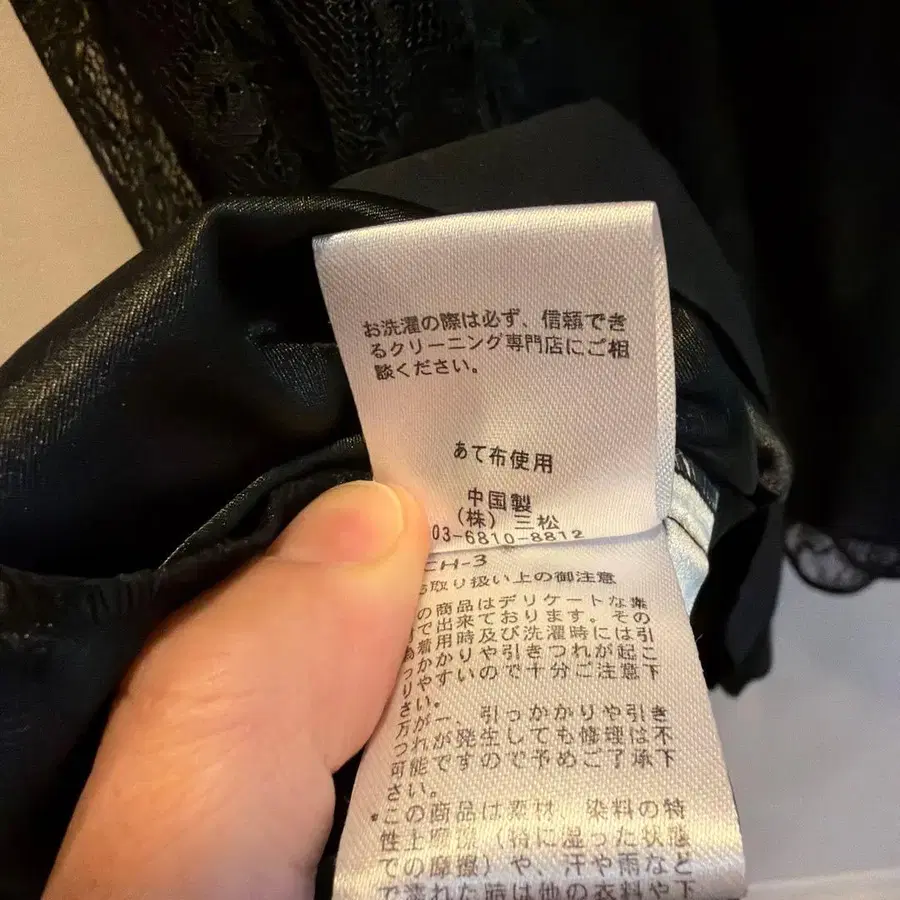 お洗濯の際は必ず、信頼でき
るクリーニング専門店にご相
談ください。
あて布使用
中国製
(株) 三松
03-6810-8812
CH-3
取り扱い上の御注意
の商品はデリケートな素
で出来ております。その
為着用時及び洗濯時には引
っかかりや引きつれが起こ
りやすいので十分ご注意下
さい。
万が一、引っかかりや引き
つれが発生しても修理は不
可能ですので予めご了承下
さい。
*この商品は素材、染料の特
性上摩擦(特に湿った状態
での摩擦)や、汗や雨など
で濡れた時は他の衣料や下